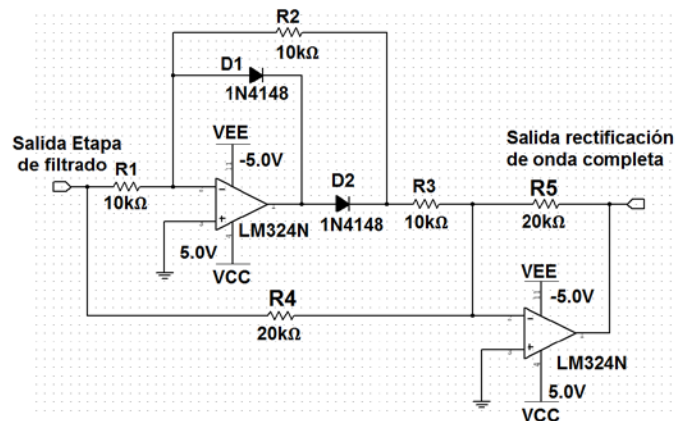 R2
10kΩ
D1
1N4148
Salida Etapa
de filtrado
R1
10kΩ
VEE
-5.0V
D2
1N4148
LM324N
5.0V
VCC
R3
10kΩ
Salida rectificación
de onda completa
R5
20kΩ
R4
20kΩ
VEE
-5.0V
LM324N
5.0V
VCC